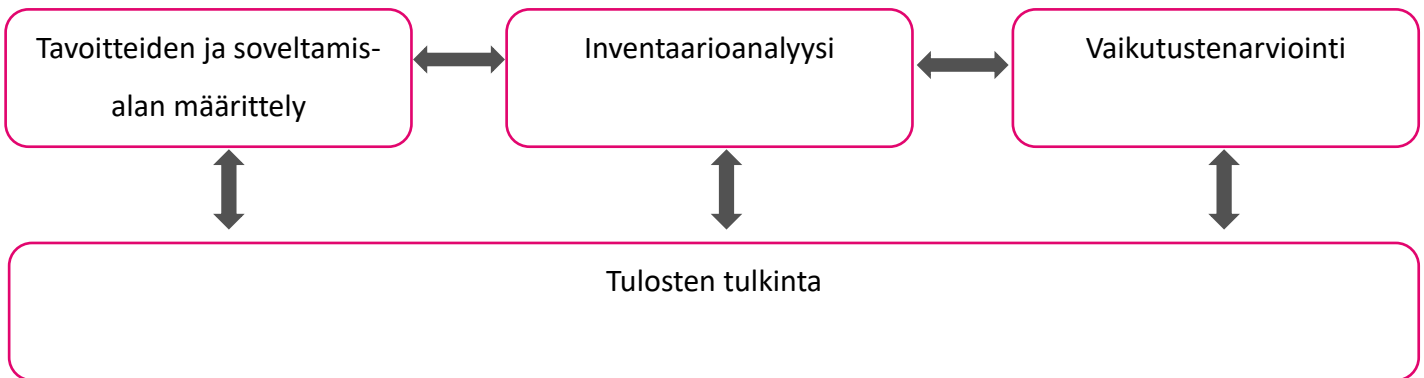 Tavoitteiden ja soveltamis-
alan määrittely
Inventaarioanalyysi
Vaikutustenarviointi
Tulosten tulkinta